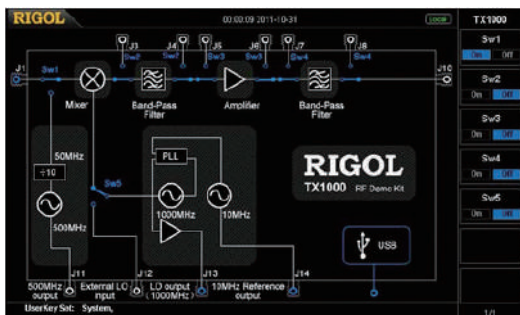 RIGOL
00:00:09 2011-10-31
Local
TX1000
Sw1
On Off
Sw2
On Off
Sw3
On Off
Sw4
On Off
Sw5
On Off
1/1
J3
J4
J5
J6
J7
J8
Sw2
Sw2
Sw3
Sw3
Sw4
Sw4
J1
Sw1
J10
Mixer
Band-Pass
Filter
Amplifier
Band-Pass
Filter
50MHz
÷10
500MHz
Sw5
PLL
1000MHz
10MHz
RIGOL
TX1000 RF Demo Kit
USB
J11
J12
J13
J14
500MHz
output
External LO
input
LO output
(1000MHz)
10MHz Reference
output
UserKey Set: System,